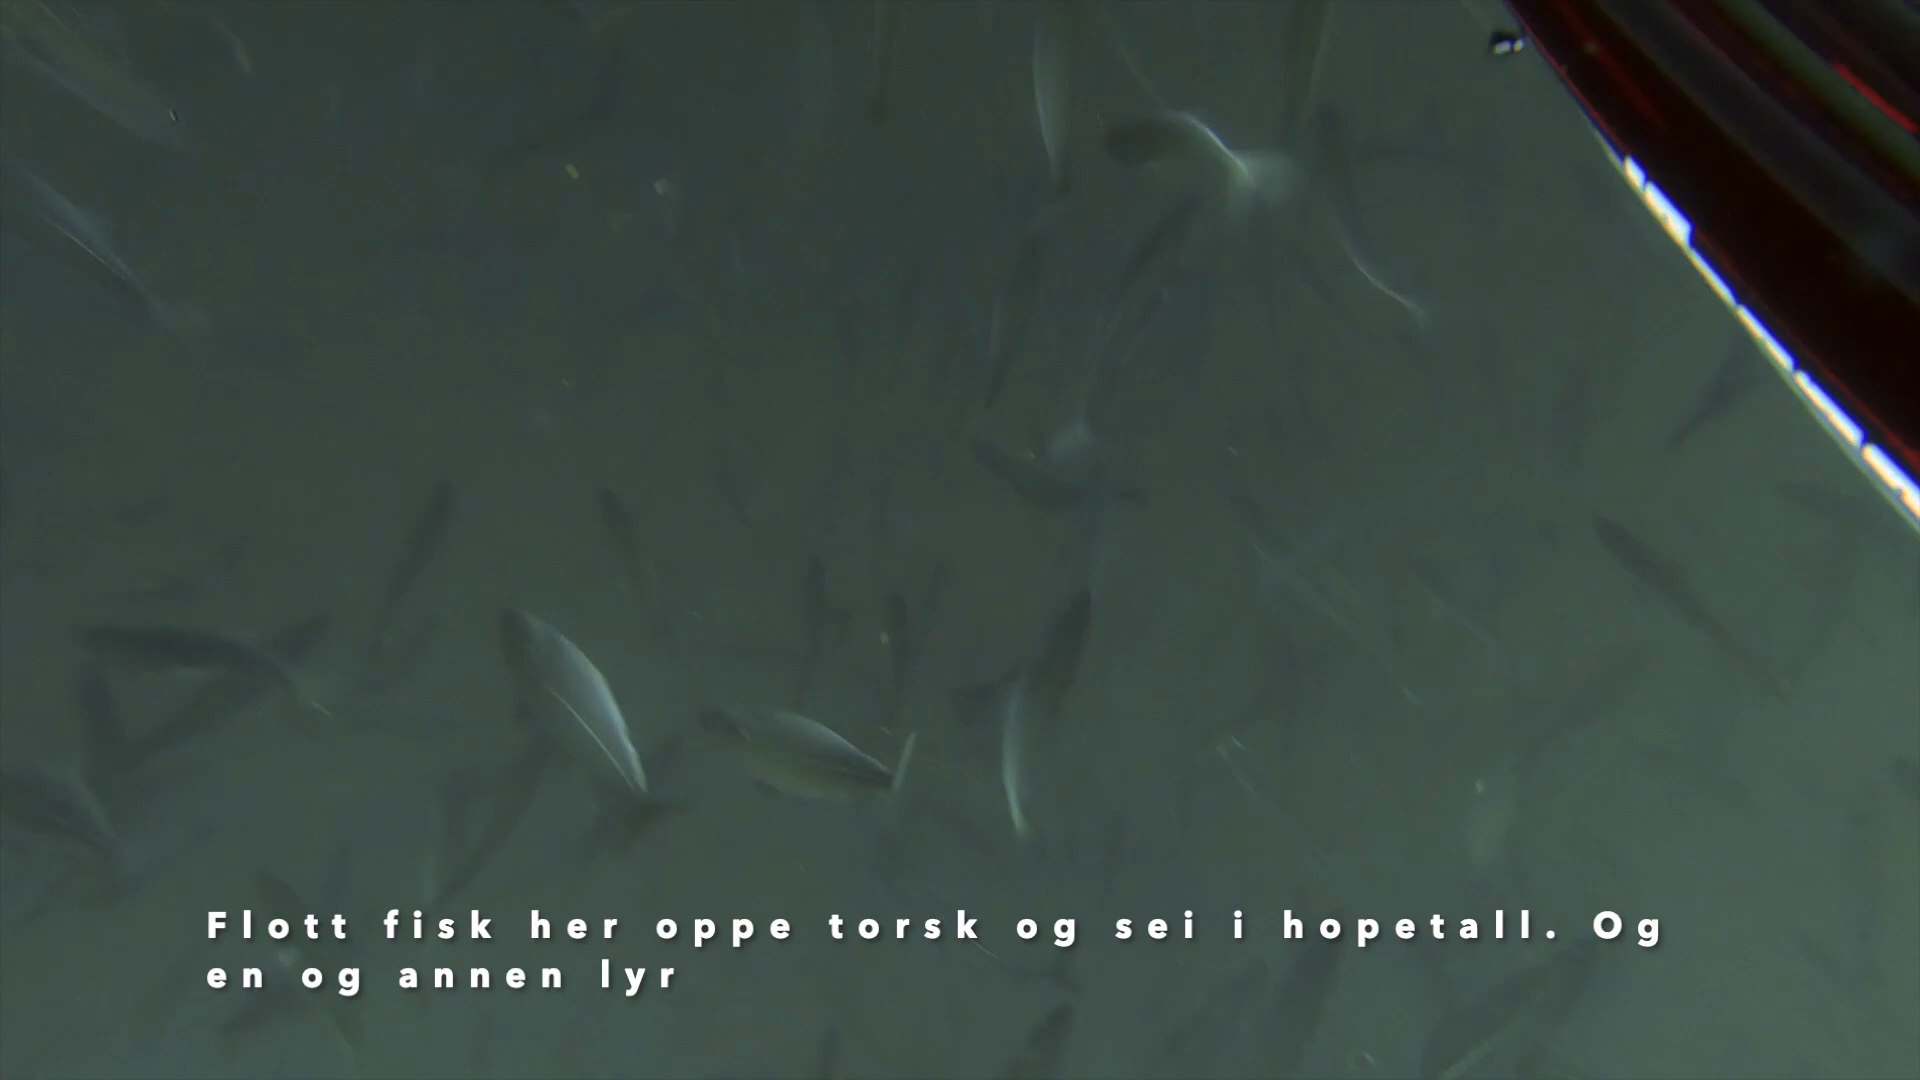 Flott fisk her oppe torsk og sei i hopetall. Og
en og annen lyr